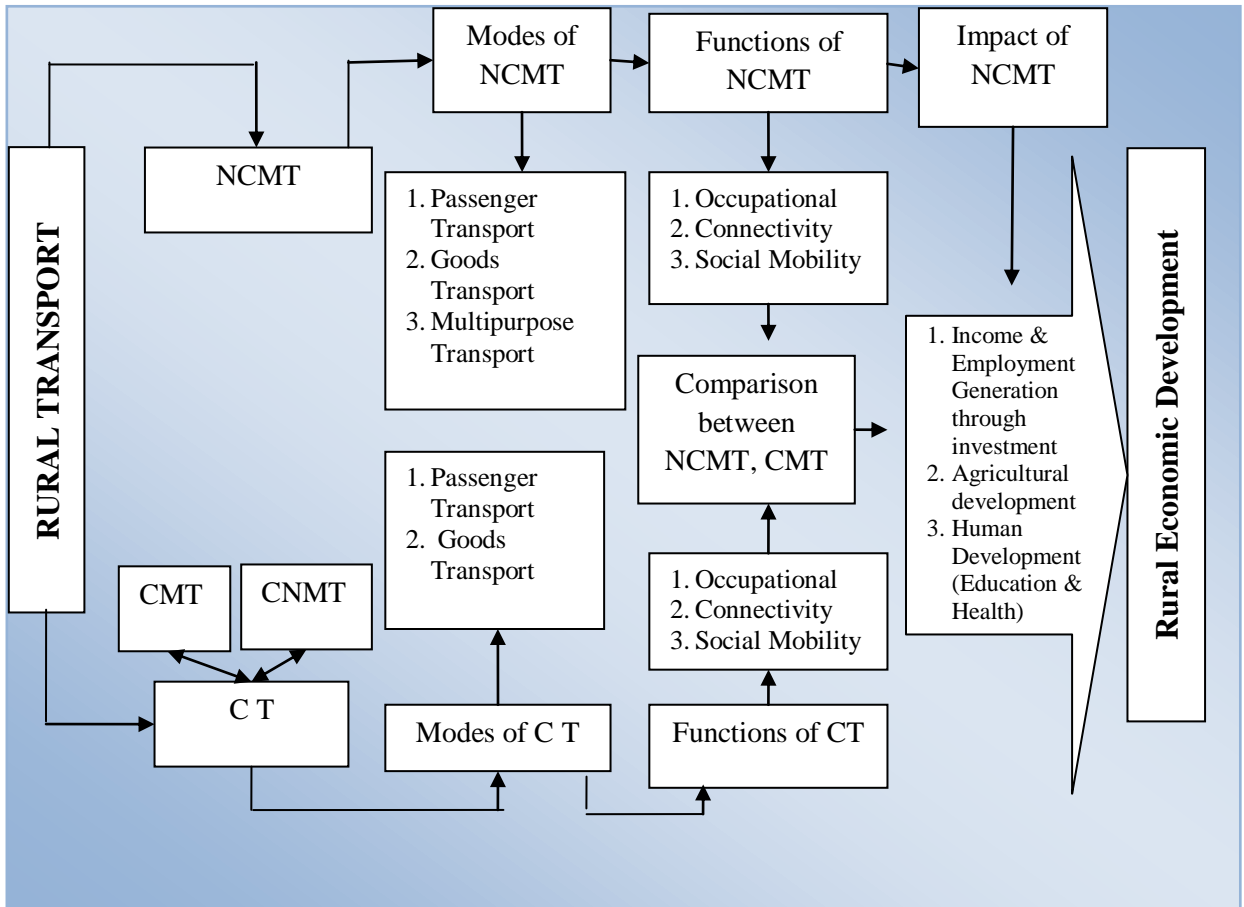 Modes of
NCMT
Functions of
NCMT
Impact of
NCMT
NCMT
RURAL TRANSPORT
1. Passenger
Transport
2. Goods
Transport
3. Multipurpose
Transport
1. Occupational
2. Connectivity
3. Social Mobility
Comparison
between
NCMT, CMT
1. Income &
Employment
Generation
through
investment
2. Agricultural
development
3. Human
Development
(Education &
Health)
Rural Economic Development
1. Passenger
Transport
2. Goods
Transport
1. Occupational
2. Connectivity
3. Social Mobility
CMT
CNMT
C T
Modes of C T
Functions of CT